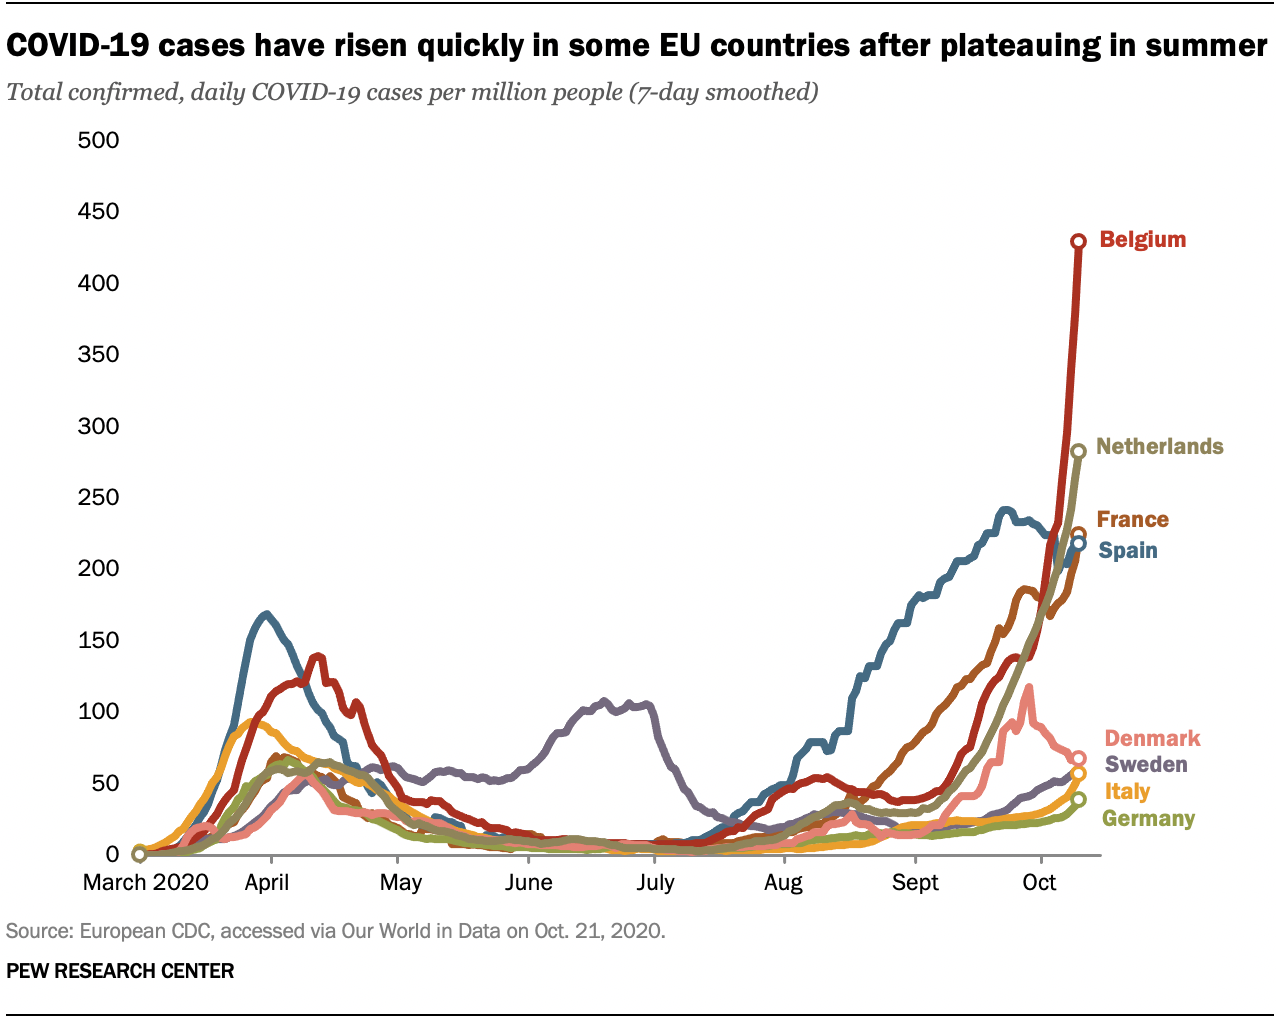 COVID-19 cases have risen quickly in some EU countries after plateauing in summer
Total confirmed, daily COVID-19 cases per million people (7-day smoothed)
500
450
400
350
300
250
200
150
100
50
0
Belgium
Netherlands
France
Spain
Denmark
Sweden
Italy
Germany
March 2020 April May June July Aug Sept Oct
Source: European CDC, accessed via Our World in Data on Oct. 21, 2020.
PEW RESEARCH CENTER